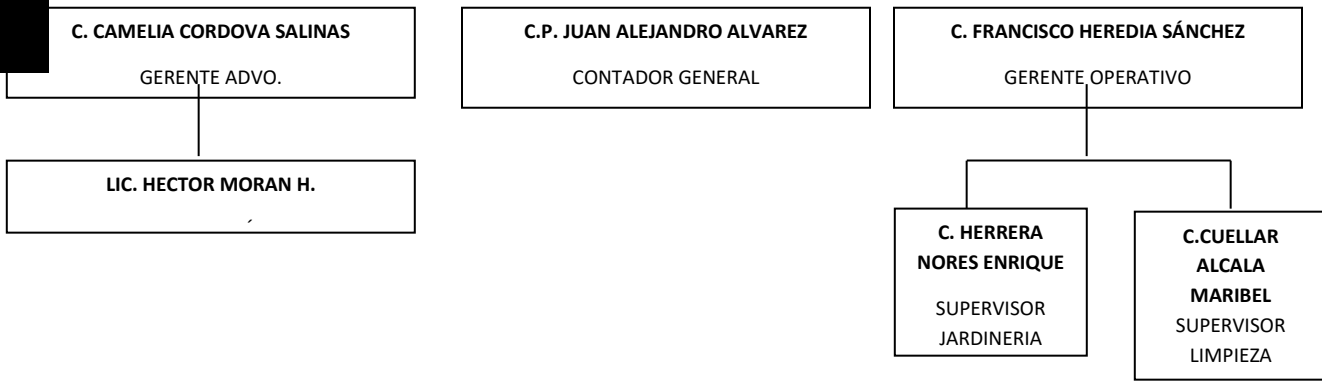 C. CAMELIA CORDOVA SALINAS
GERENTE ADVO.
C.P. JUAN ALEJANDRO ALVAREZ
CONTADOR GENERAL
C. FRANCISCO HEREDIA SÁNCHEZ
GERENTE OPERATIVO
LIC. HECTOR MORAN H.
´
C. HERRERA
NORES ENRIQUE
SUPERVISOR
JARDINERIA
C.CUELLAR
ALCALA
MARIBEL
SUPERVISOR
LIMPIEZA